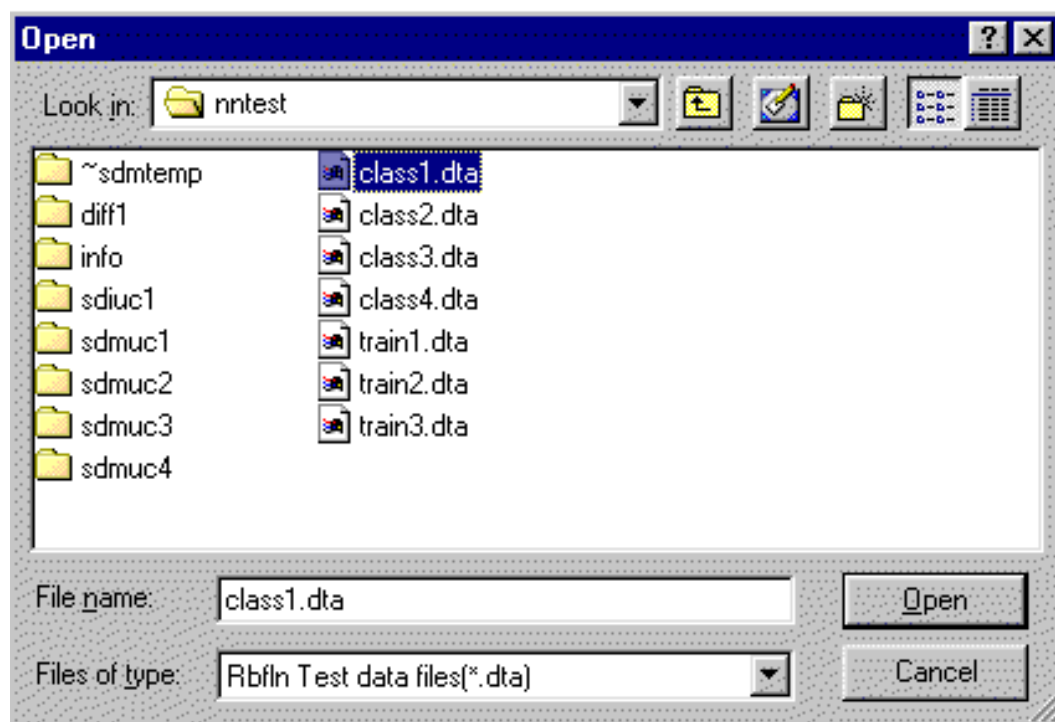 Open
Look in: nntest
~sdmtemp
diff1
info
sdiuc1
sdmuc1
sdmuc2
sdmuc3
sdmuc4
class1.dta
class2.dta
class3.dta
class4.dta
train1.dta
train2.dta
train3.dta
File name: class1.dta
Open
Files of type: Rbfln Test data files(*.dta)
Cancel